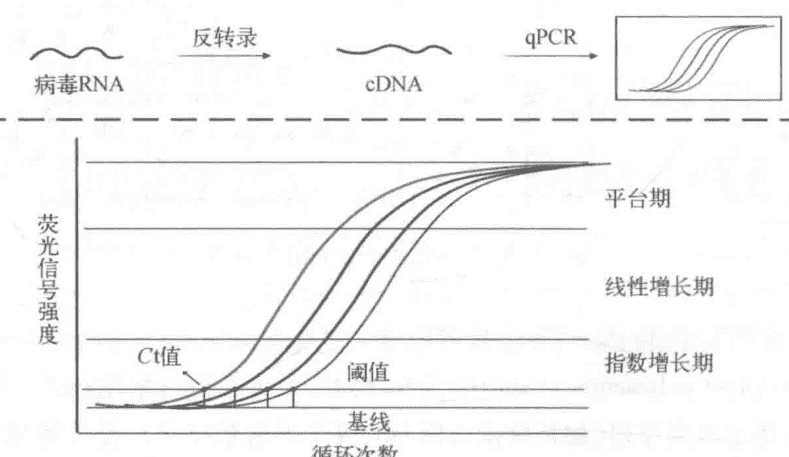 病毒RNA
反转录
cDNA
qPCR
荧光信号强度
平台期
线性增长期
指数增长期
Ct值
阈值
基线
循环次数